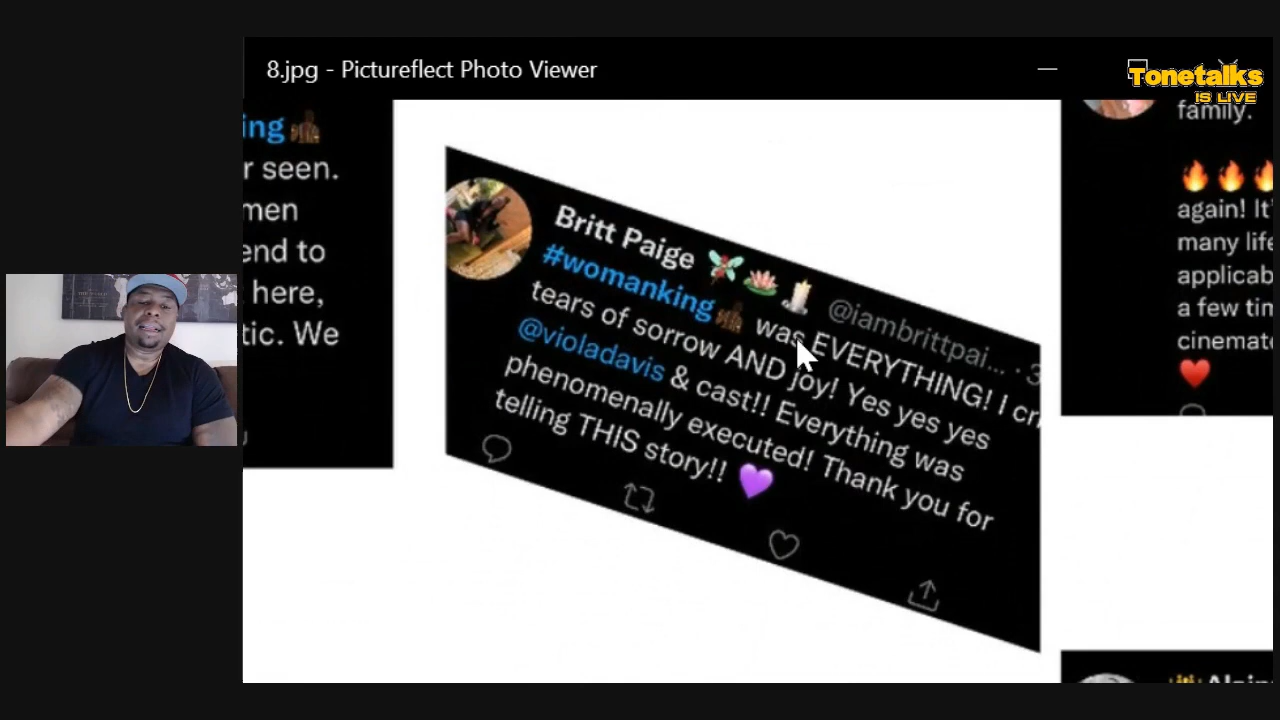 8.jpg - Pictureflect Photo Viewer
Tonetalks
IS LIVE
ing
r seen.
men
end to
here,
tic. We
Britt Paige @iambrittpai... · 3
#womanking was EVERYTHING! I cr
tears of sorrow AND joy! Yes yes yes
@violadavis & cast!! Everything was
phenomenally executed! Thank you for
telling THIS story!!
family.
again! It'
many life
applicab
a few tim
cinemat